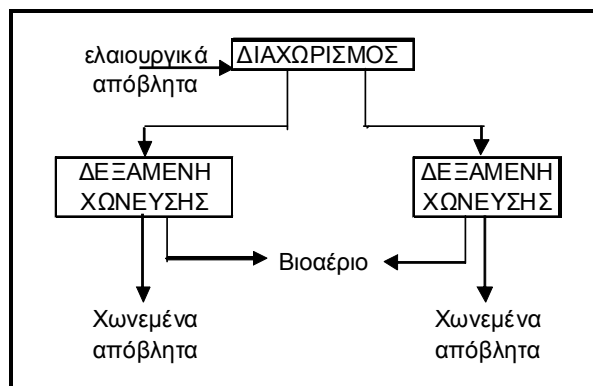 ελαιουργικά
απόβλητα
ΔΙΑΧΩΡΙΣΜΟΣ
ΔΕΞΑΜΕΝΗ
ΧΩΝΕΥΣΗΣ
ΔΕΞΑΜΕΝΗ
ΧΩΝΕΥΣΗΣ
Βιοαέριο
Χωνεμένα
απόβλητα
Χωνεμένα
απόβλητα